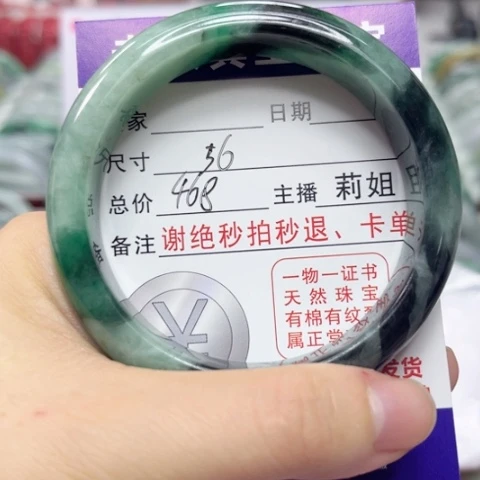 家
日期
尺寸 56
总价 468 主播 莉姐
备注 谢绝秒拍秒退、卡单
一物一证书
天然珠宝
有棉有纹
属正常
发货